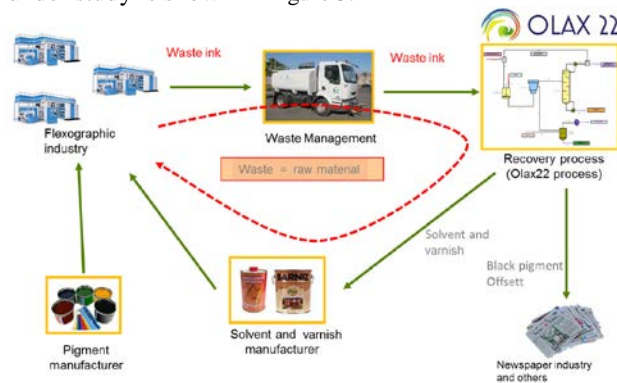 OLAX 22
Waste ink
Waste ink
Flexographic
industry
Waste Management
Recovery process
(Olax22 process)
Waste = raw material
Solvent and
varnish
Black pigment
Offsett
BARNIZ
Pigment
manufacturer
Solvent and varnish
manufacturer
Newspaper industry
and others